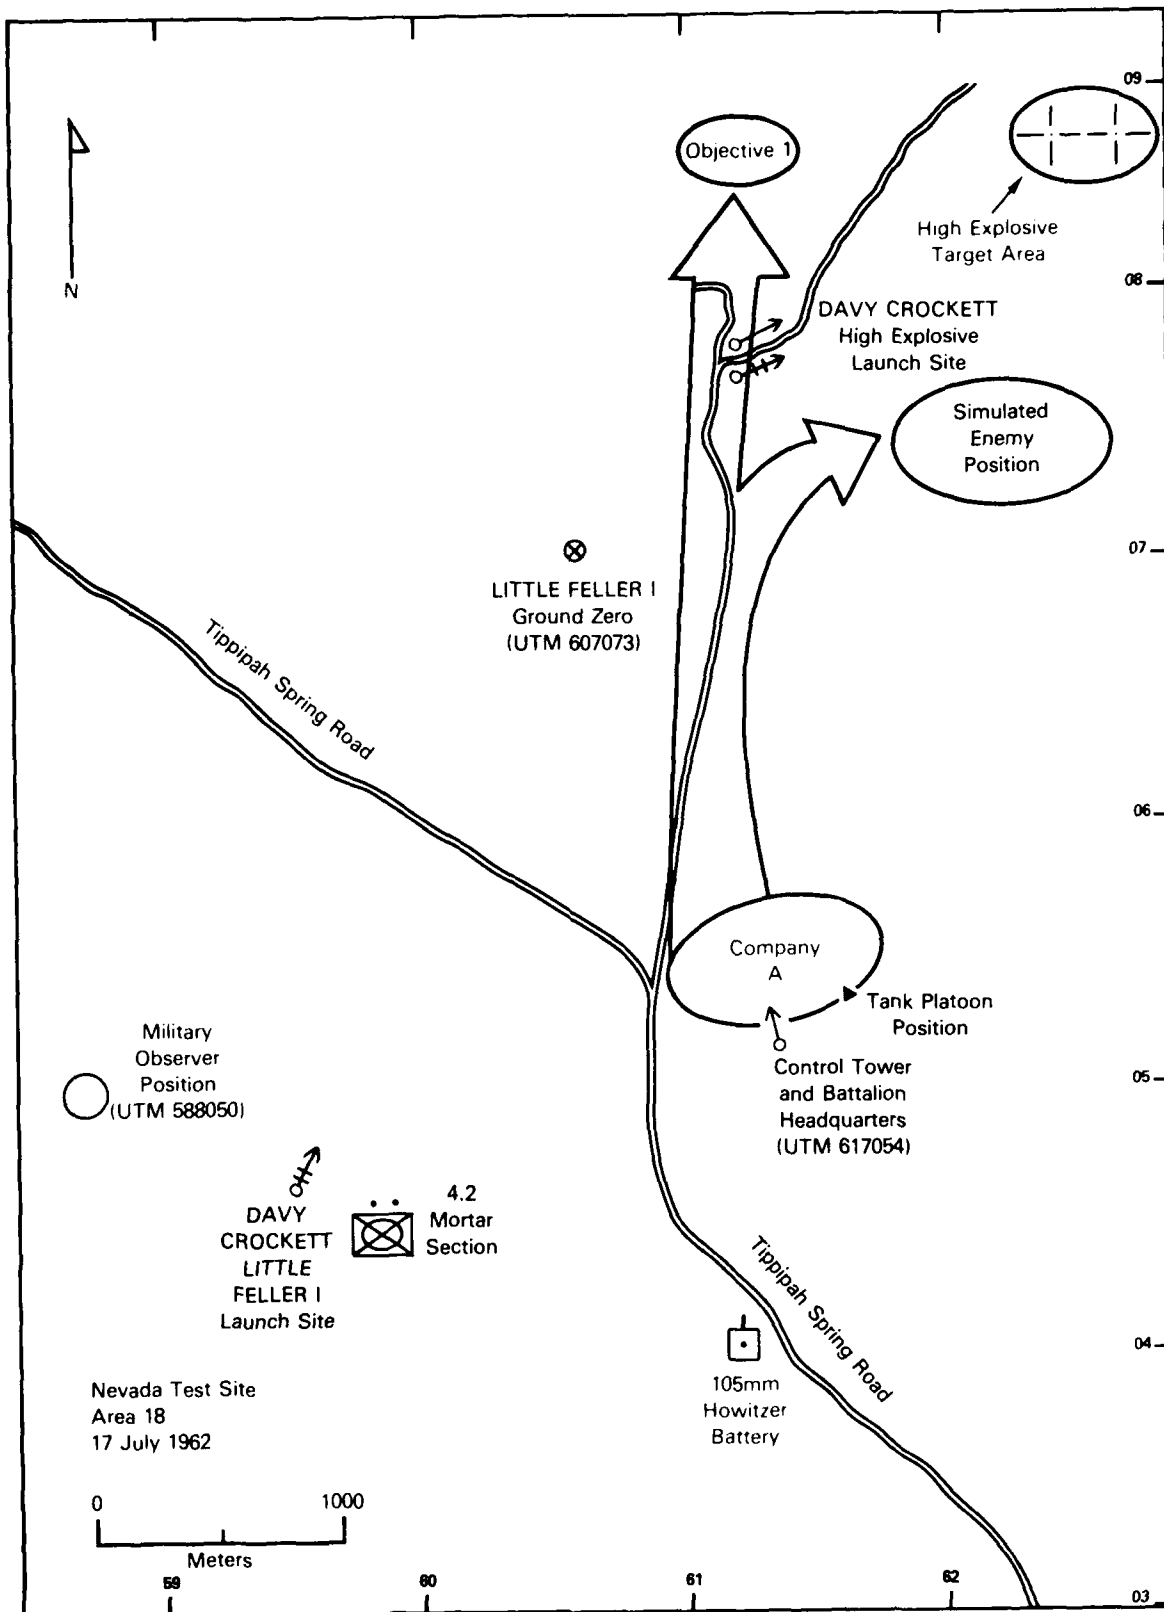 09
Objective 1
High Explosive
Target Area
N
08
DAVY CROCKETT
High Explosive
Launch Site
Simulated
Enemy
Position
07
LITTLE FELLER I
Ground Zero
(UTM 607073)
Tippipah Spring Road
06
Company
A
Tank Platoon
Position
Military
Observer
Position
(UTM 588050)
Control Tower
and Battalion
Headquarters
(UTM 617054)
05
DAVY
CROCKETT
LITTLE
FELLER I
Launch Site
4.2
Mortar
Section
Tippipah Spring Road
04
105mm
Howitzer
Battery
Nevada Test Site
Area 18
17 July 1962
0 1000
Meters
59 60 61 62 03